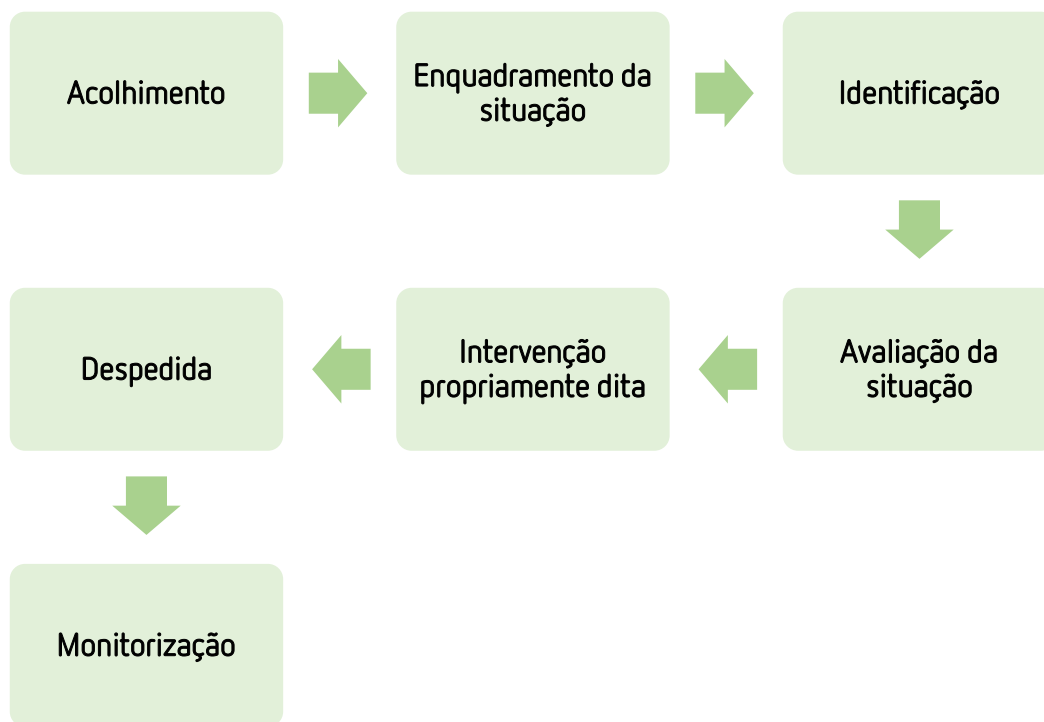 Acolhimento
Enquadramento da
situação
Identificação
Avaliação da
situação
Intervenção
propriamente dita
Despedida
Monitorização